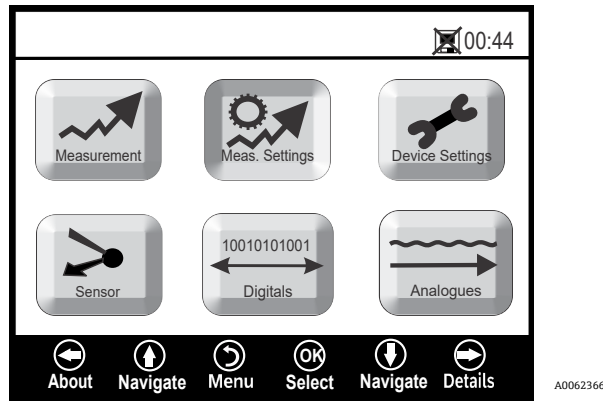 00:44
Measurement
Meas. Settings
Device Settings
10010101001
Sensor
Digitals
Analogues
OK
About Navigate Menu Select Navigate Details
A0062366